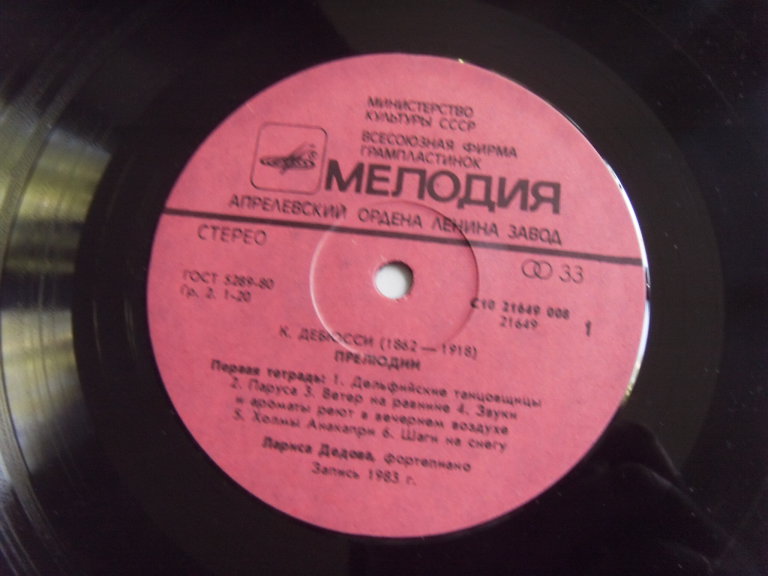 МИНИСТЕРСТВО
КУЛЬТУРЫ СССР
ВСЕСОЮЗНАЯ ФИРМА
ГРАМПЛАСТИНОК
МЕЛОДИЯ
АПРЕЛЕВСКИЙ ОРДЕНА ЛЕНИНА ЗАВОД
СТЕРЕО
33
ГОСТ 5289-80
Гр. 2. 1-20
С10 21649 008
21649
1
К. ДЕБЮССИ (1862 — 1918)
ПРЕЛЮДИИ
Первая тетрадь: 1. Дельфийские танцовщицы
2. Паруса 3. Ветер на равнине 4. Звуки
и ароматы реют в вечернем воздухе
5. Холмы Анакапри 6. Шаги на снегу
Лариса Дедова, фортепиано
Запись 1983 г.